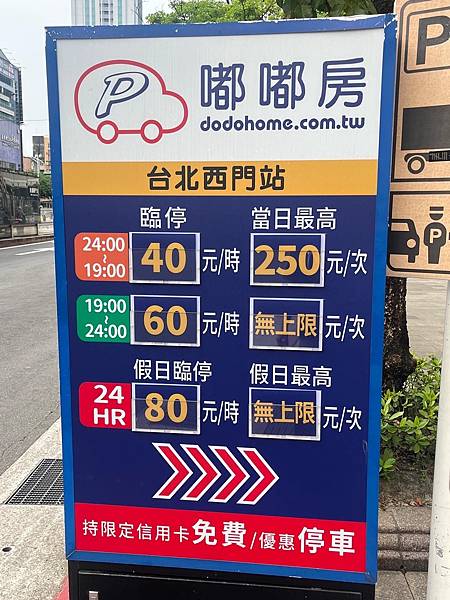 P
嘟嘟房
dodohome.com.tw
台北西門站
臨停 當日最高
24:00~19:00 40 元/時 250 元/次
19:00~24:00 60 元/時 無上限 元/次
假日臨停 假日最高
24 HR 80 元/時 無上限 元/次
持限定信用卡免費/優惠停車
P